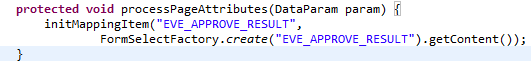 protected void processPageAttributes(DataParam param) {
    initMappingItem("EVE_APPROVE_RESULT",
            FormSelectFactory.create("EVE_APPROVE_RESULT").getContent());
}